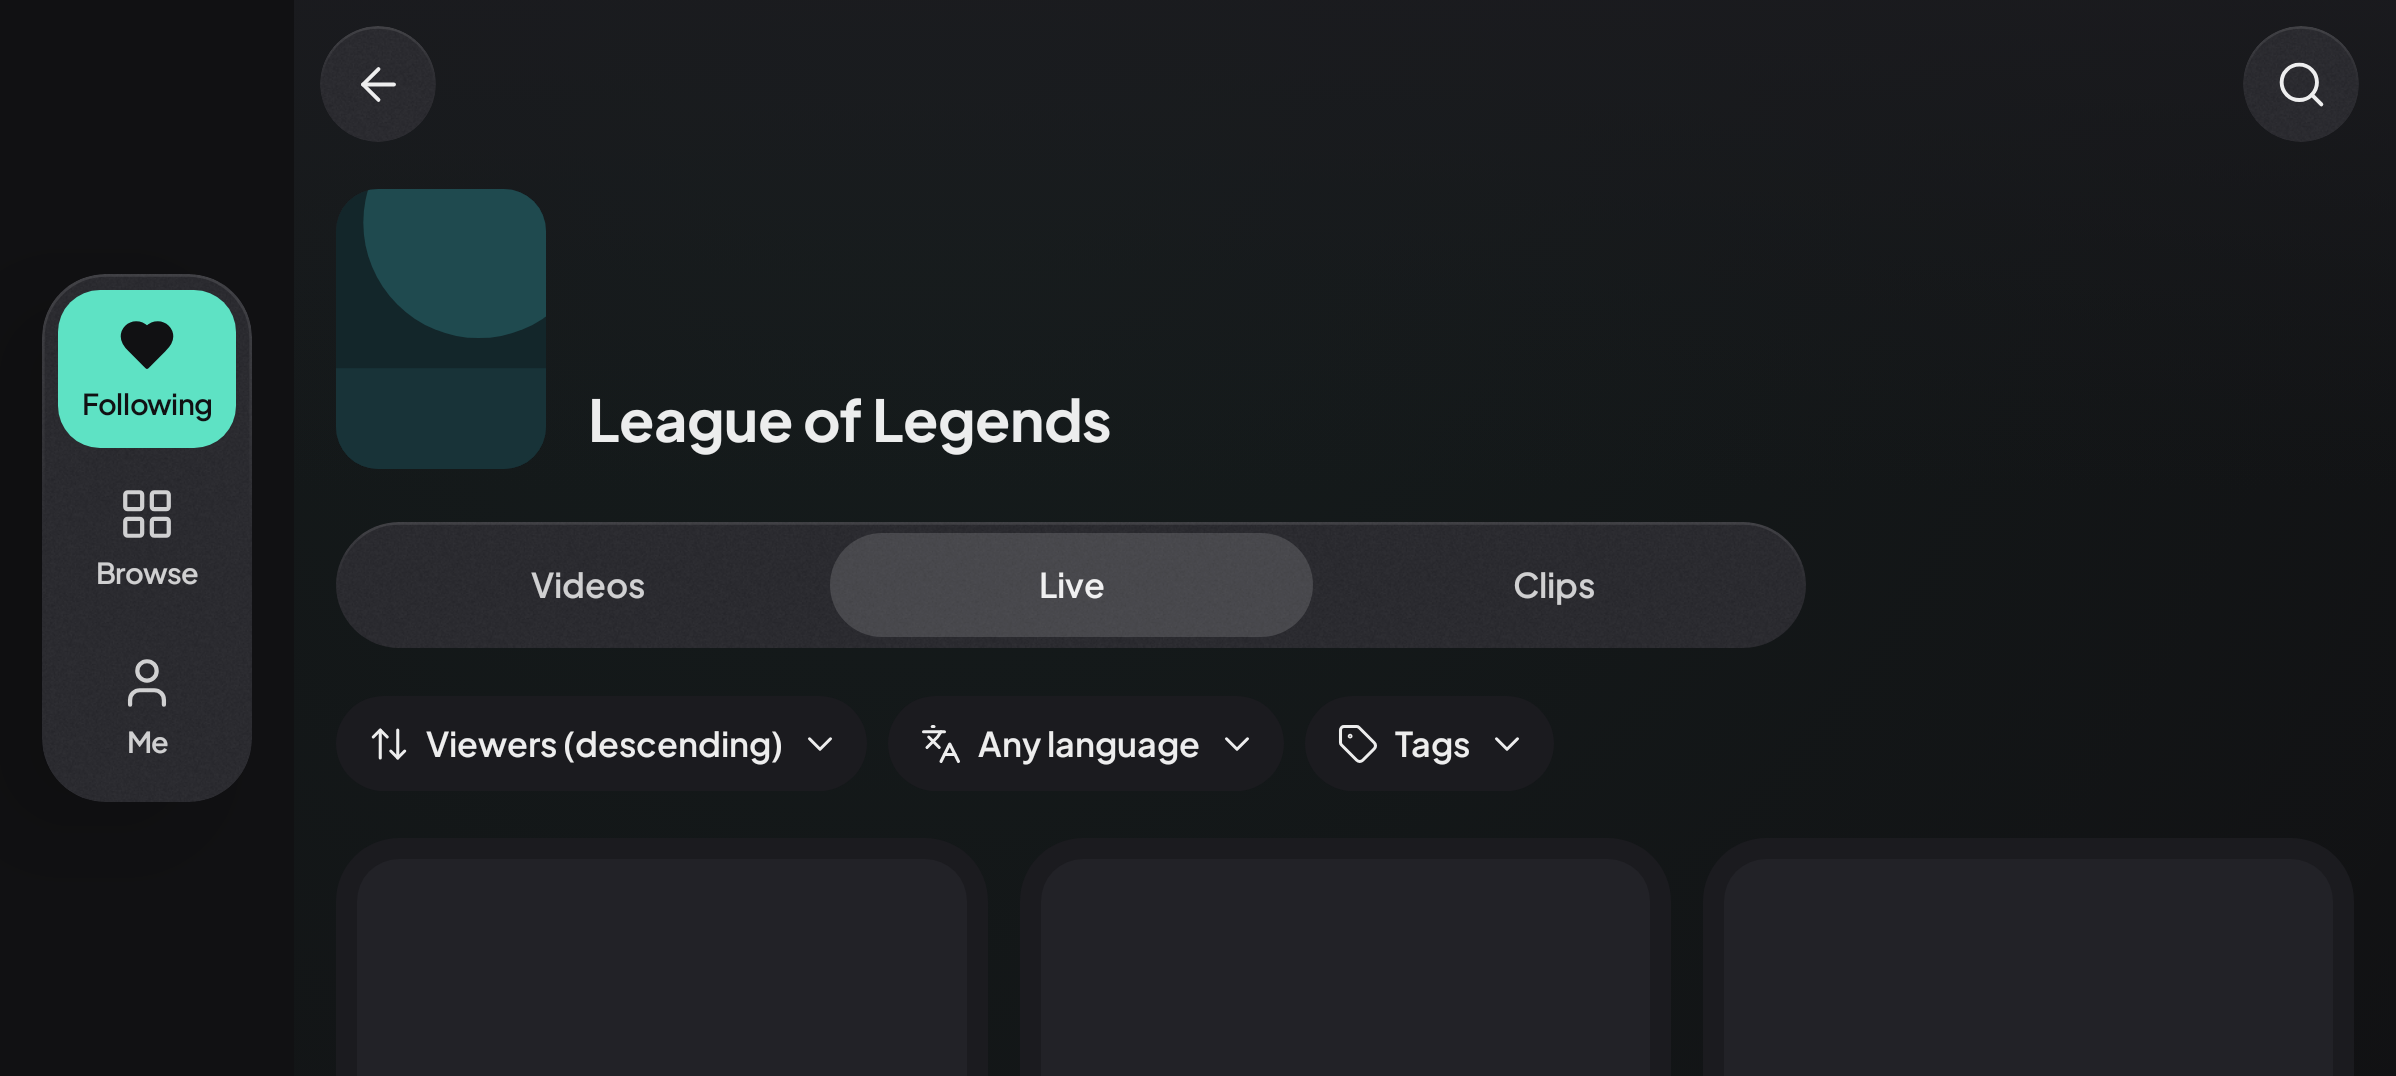 Following
Browse
Me
League of Legends
Videos
Live
Clips
Viewers (descending)
Any language
Tags